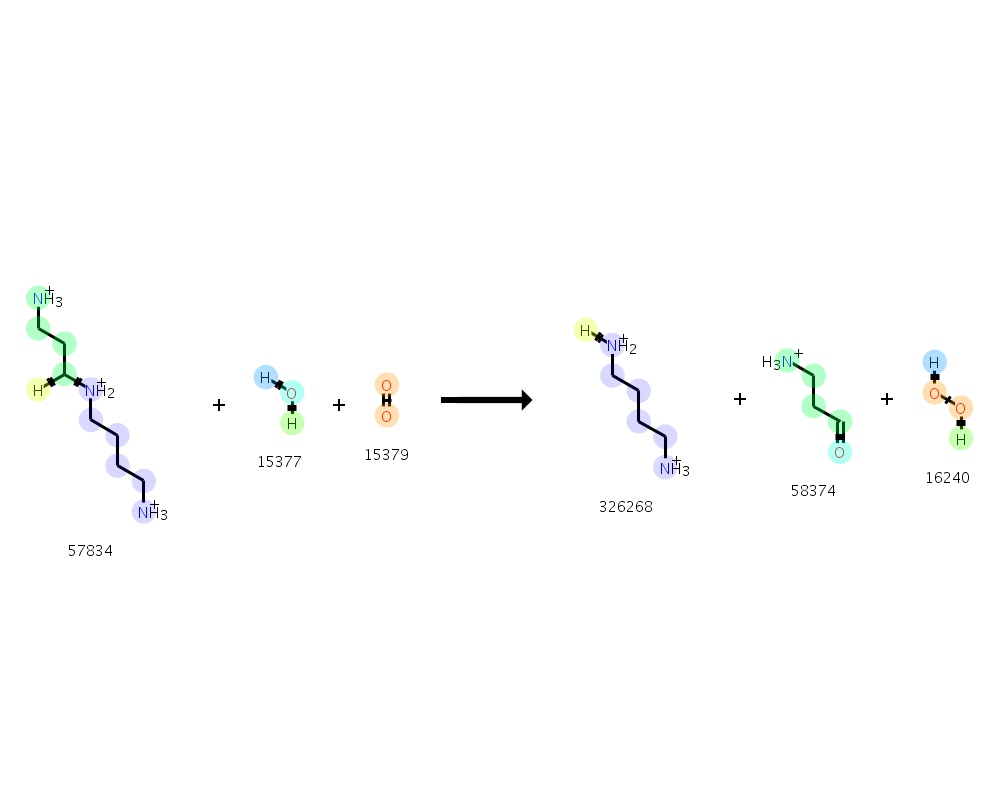 NH3+
H
NH2+
NH3+
57834
+
H
O
H
15377
+
O
O
15379
H
NH2+
NH3+
326268
+
H3N+
O
58374
+
H
O
O
H
16240